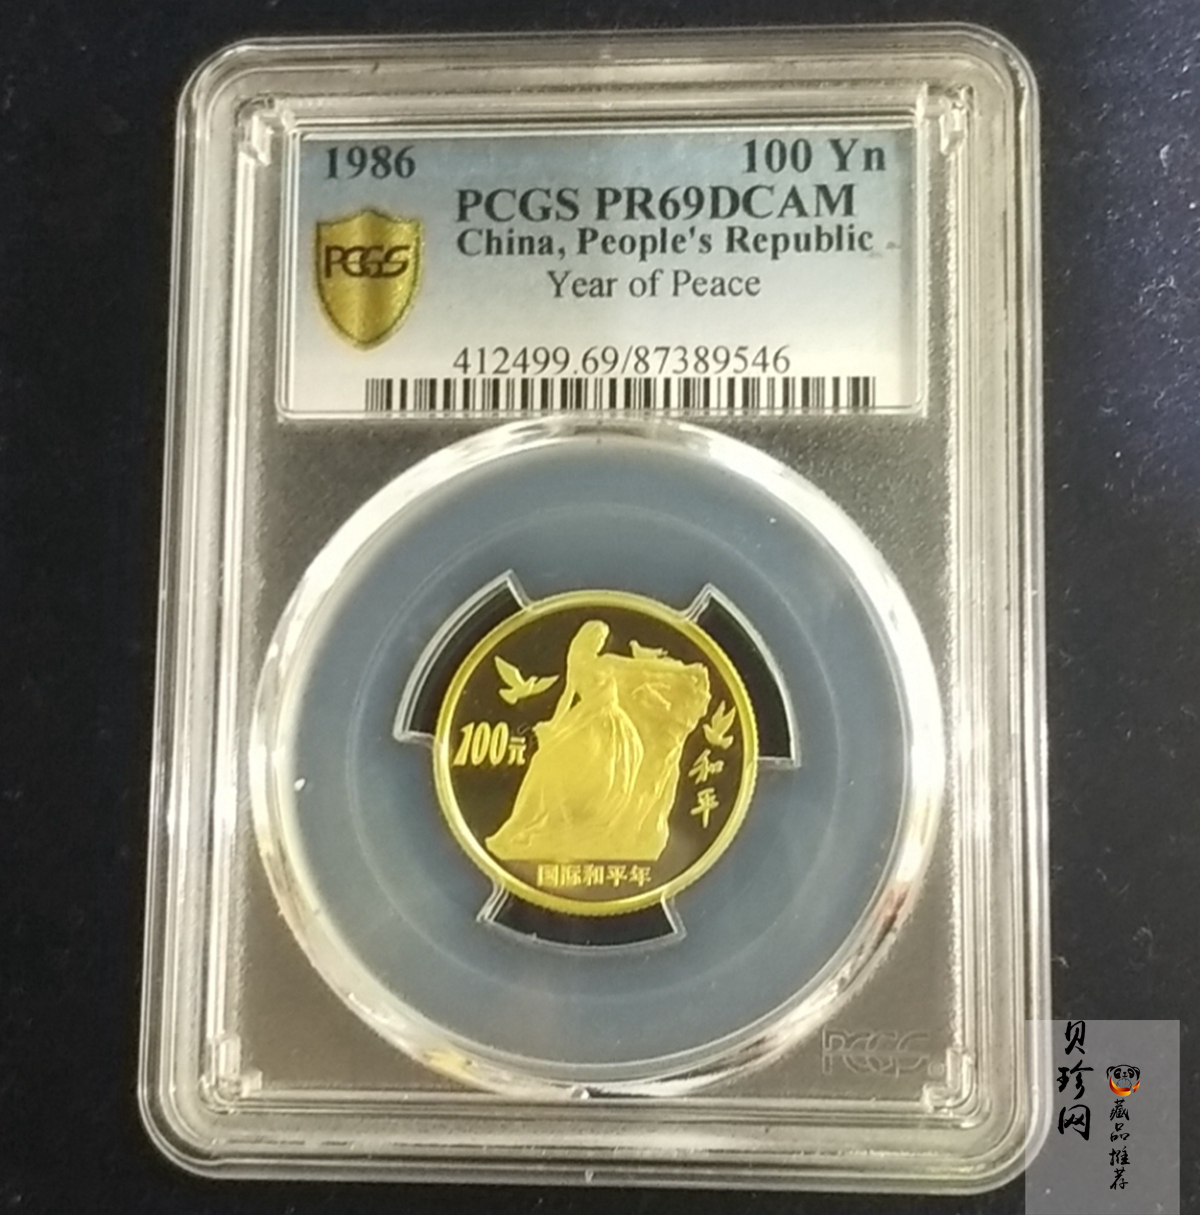 1986 100 Yn
PCGS PR69DCAM
China, People's Republic
PCGS
Year of Peace
412499.69/87389546
100元
和平
国际和平年
PCGS
贝珍网
藏品推荐